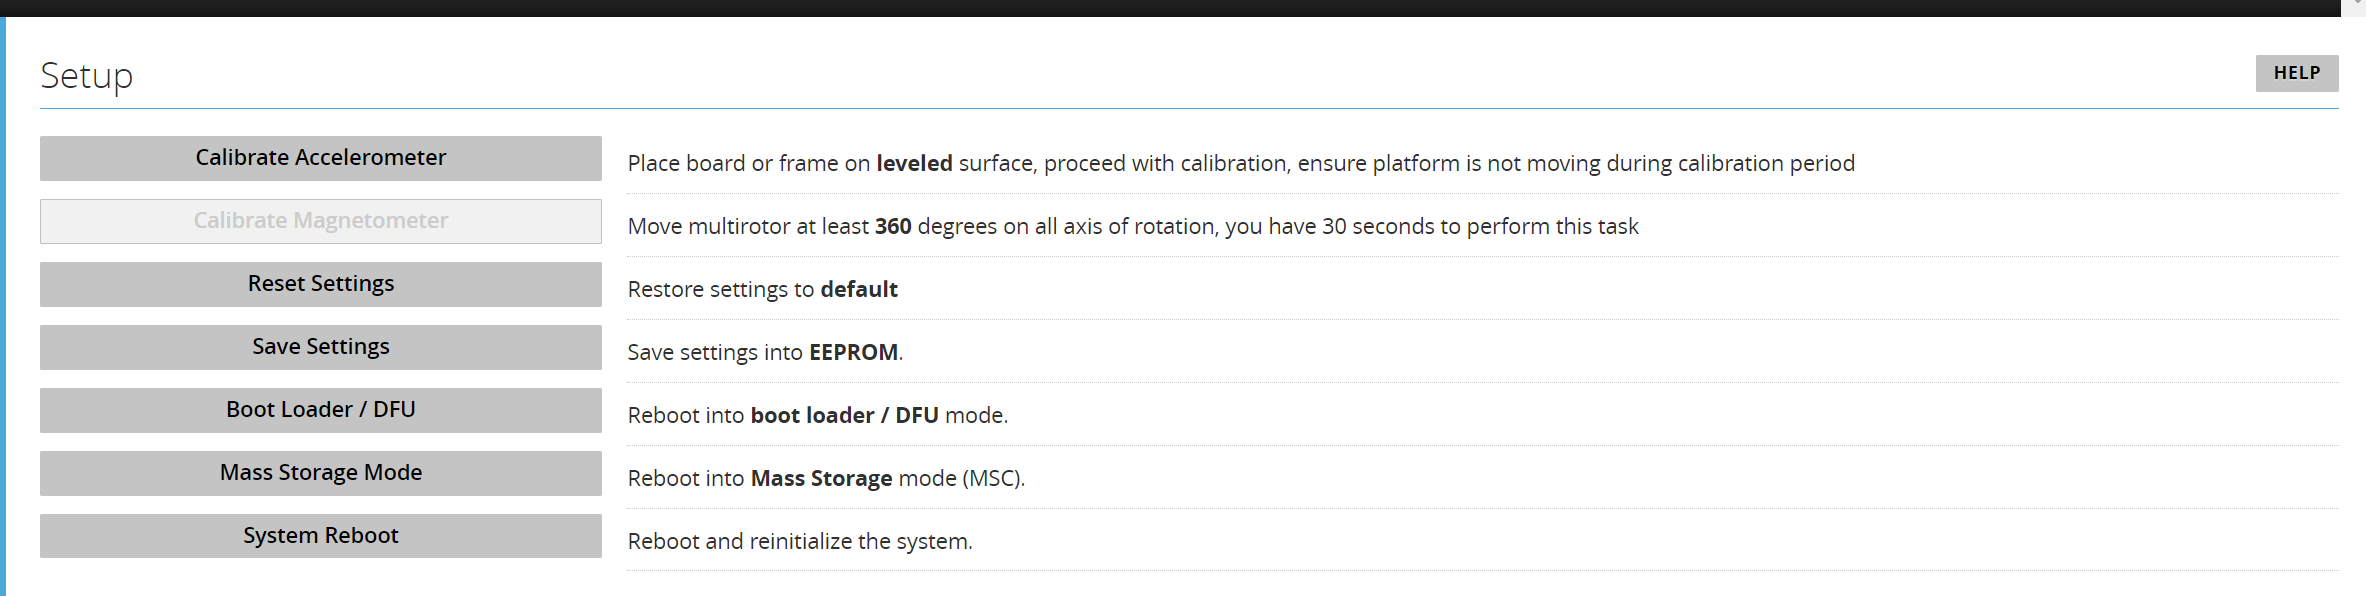 Setup
HELP
Calibrate Accelerometer
Place board or frame on leveled surface, proceed with calibration, ensure platform is not moving during calibration period
Calibrate Magnetometer
Move multirotor at least 360 degrees on all axis of rotation, you have 30 seconds to perform this task
Reset Settings
Restore settings to default
Save Settings
Save settings into EEPROM.
Boot Loader / DFU
Reboot into boot loader / DFU mode.
Mass Storage Mode
Reboot into Mass Storage mode (MSC).
System Reboot
Reboot and reinitialize the system.